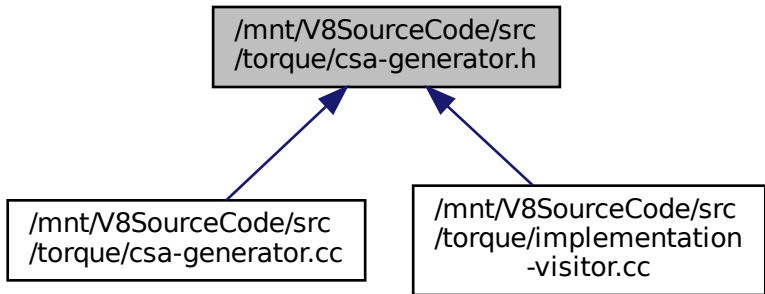 /mnt/V8SourceCode/src
/torque/csa-generator.h
/mnt/V8SourceCode/src
/torque/csa-generator.cc
/mnt/V8SourceCode/src
/torque/implementation
-visitor.cc